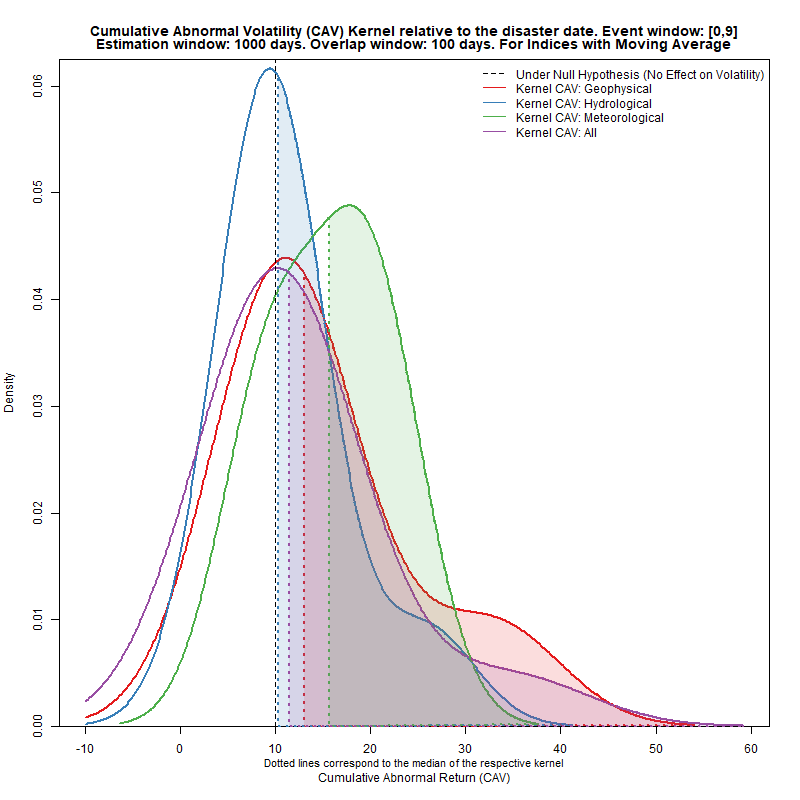 Cumulative Abnormal Volatility (CAV) Kernel relative to the disaster date. Event window: [0,9]
Estimation window: 1000 days. Overlap window: 100 days. For Indices with Moving Average
Under Null Hypothesis (No Effect on Volatility)
Kernel CAV: Geophysical
Kernel CAV: Hydrological
Kernel CAV: Meteorological
Kernel CAV: All
Density
0.06
0.05
0.04
0.03
0.02
0.01
0.00
-10 0 10 20 30 40 50 60
Dotted lines correspond to the median of the respective kernel
Cumulative Abnormal Return (CAV)